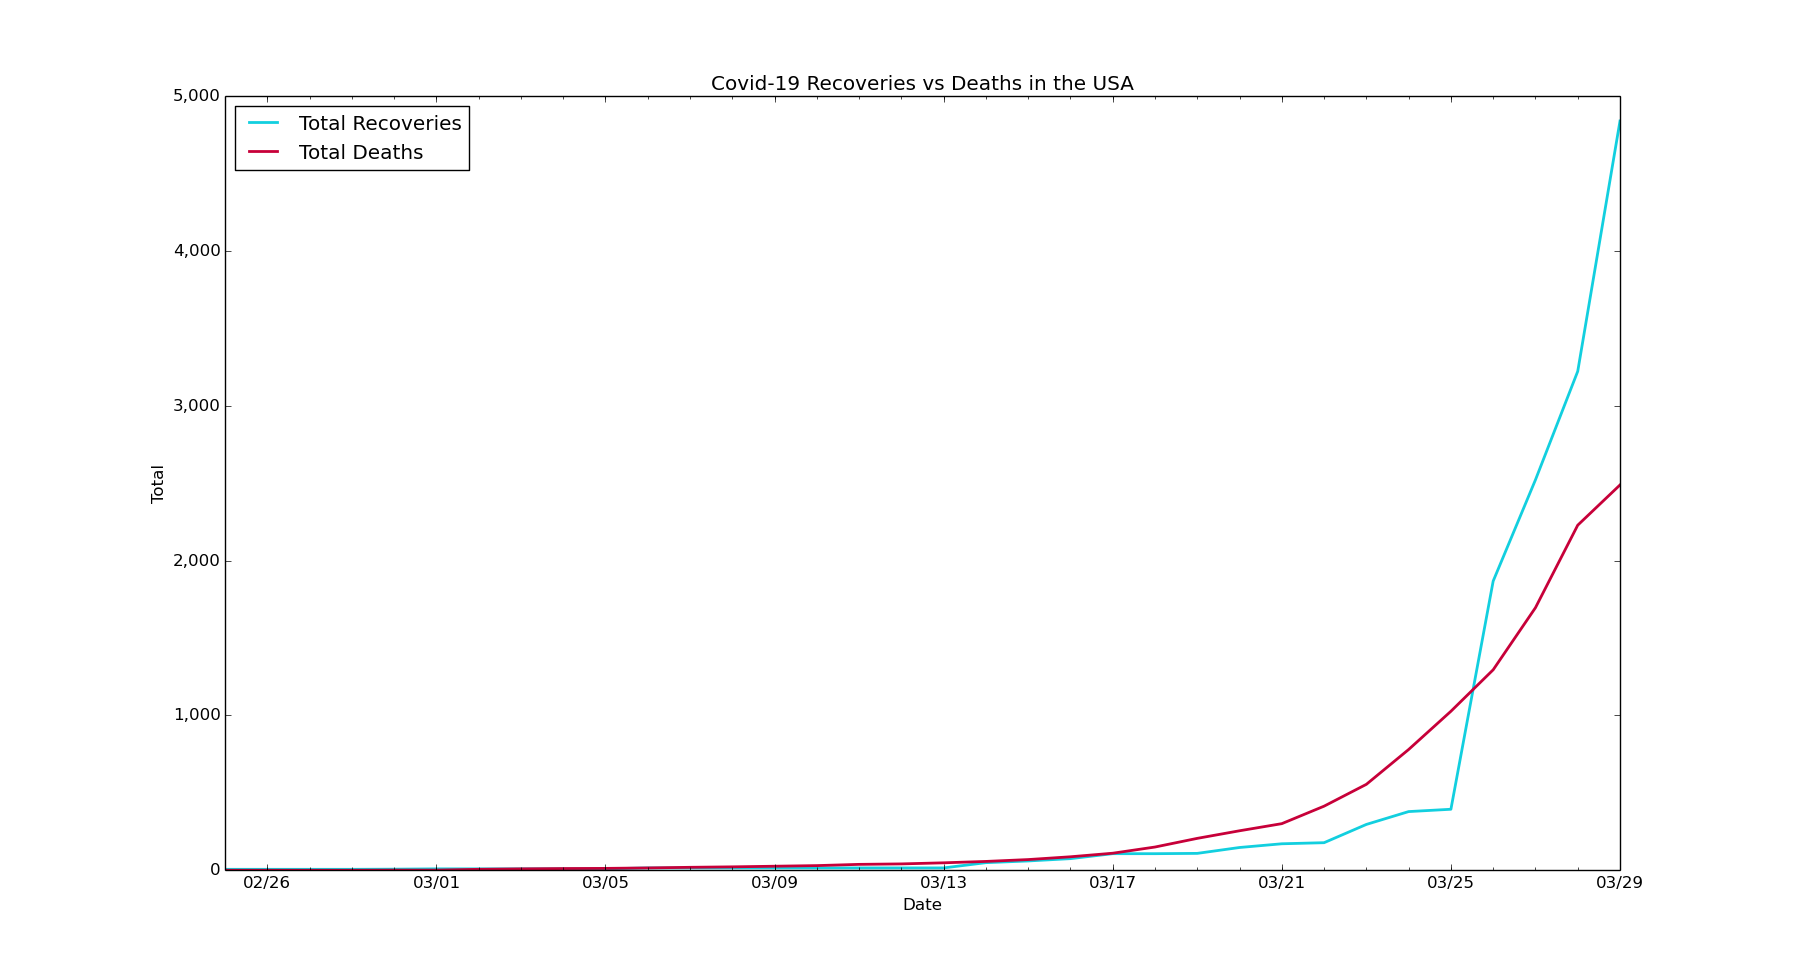 Covid-19 Recoveries vs Deaths in the USA
Total Recoveries
Total Deaths
5,000
4,000
3,000
2,000
1,000
0
Total
02/26 03/01 03/05 03/09 03/13 03/17 03/21 03/25 03/29
Date